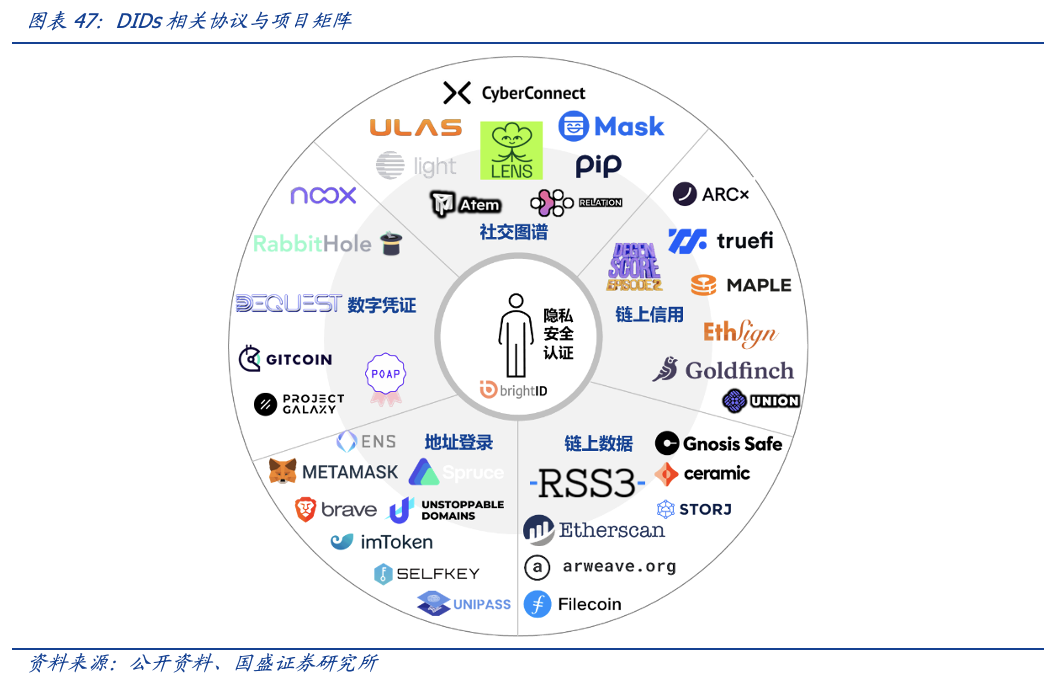 图表 47：DIDs 相关协议与项目矩阵
CyberConnect
ULAS
Mask
light
LENS
PiP
Atem
RELATION
社交图谱
NOOX
RabbitHole
DEQUEST
数字凭证
GITCOIN
POAP
PROJECT
GALAXY
ARCx
truefi
DEGEN
SCORE
EPISODE2
MAPLE
链上信用
EthSign
Goldfinch
UNION
隐私
安全
认证
brightID
ENS
地址登录
METAMASK
Spruce
brave
UNSTOPPABLE
DOMAINS
imToken
SELFKEY
UNIPASS
链上数据
Gnosis Safe
RSS3
ceramic
STORJ
Etherscan
a
arweave.org
Filecoin
资料来源：公开资料、国盛证券研究所